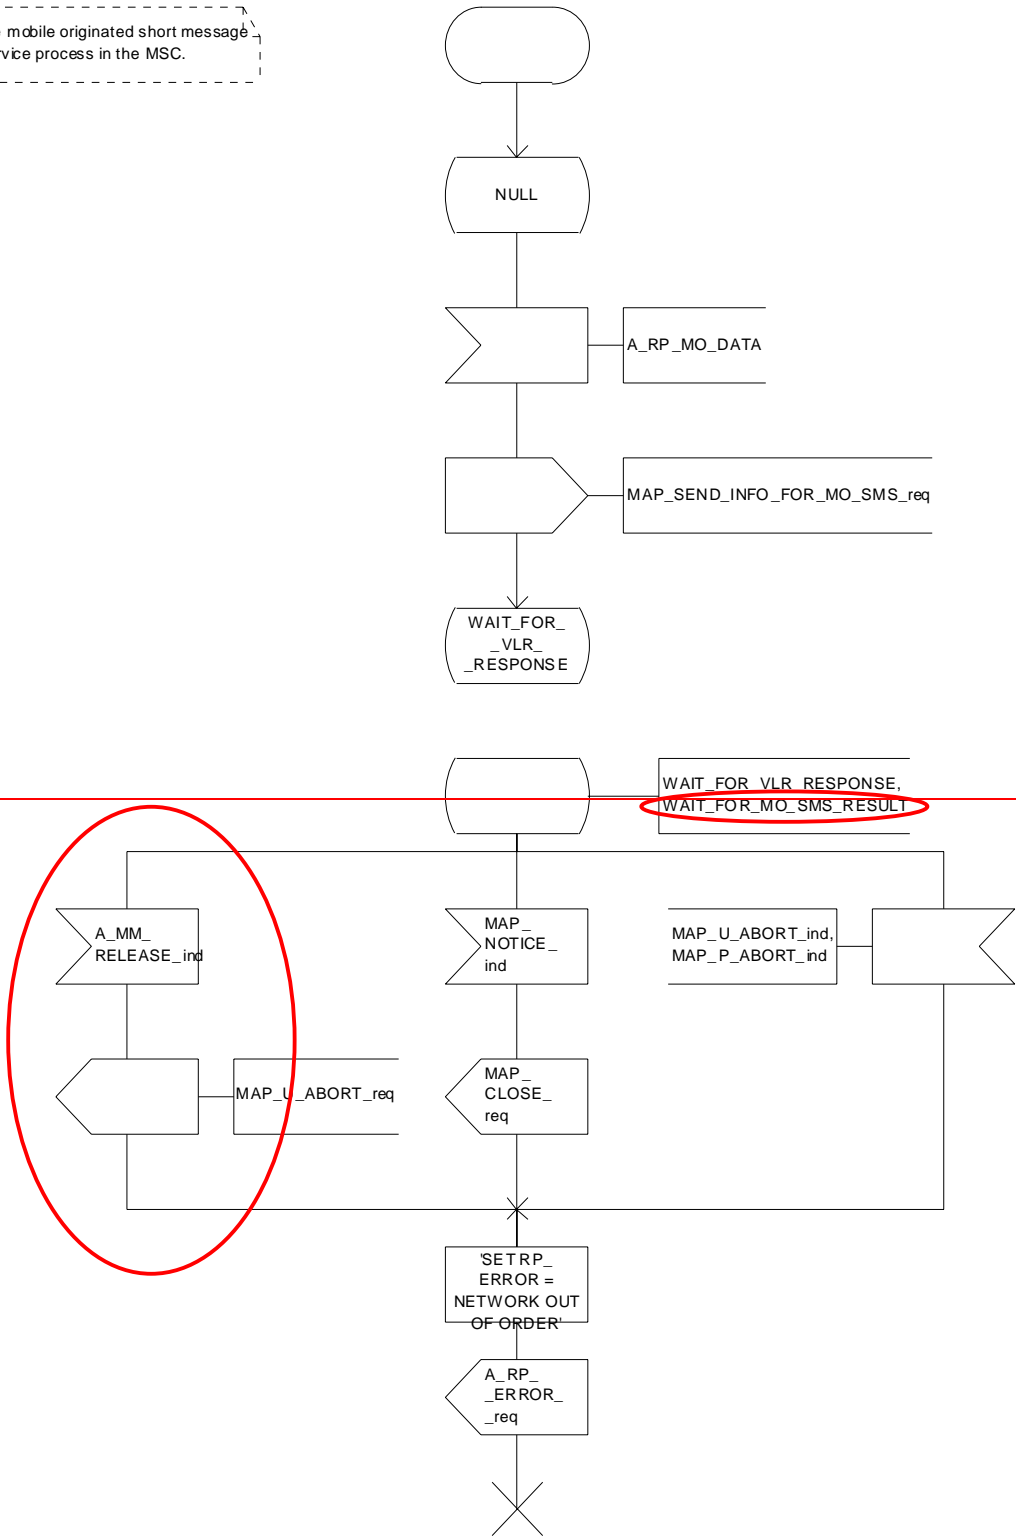 mobile originated short message
vice process in the MSC.
NULL
A_RP_MO_DATA
MAP_SEND_INFO_FOR_MO_SMS_req
WAIT_FOR_
_VLR_
_RESPONSE
WAIT_FOR_VLR_RESPONSE,
WAIT_FOR_MO_SMS_RESULT
A_MM_
RELEASE_ind
MAP_
NOTICE_
ind
MAP_U_ABORT_ind,
MAP_P_ABORT_ind
MAP_U_ABORT_req
MAP_
CLOSE_
req
'SET RP_
ERROR =
NETWORK OUT
OF ORDER'
A_RP_
_ERROR_
_req